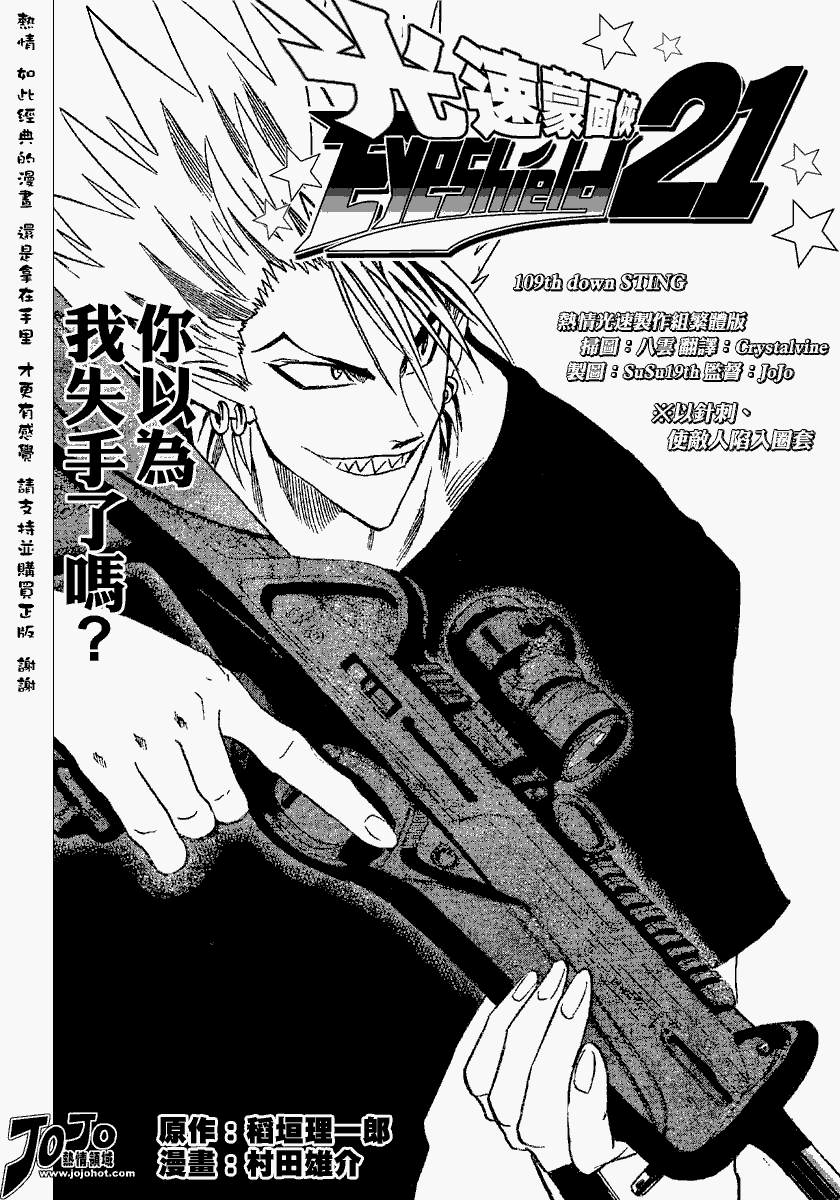 光速蒙面俠
Eyeshield 21
109th down STING
熱情光速製作組繁體版
掃圖：八雲 翻譯：Crystalvine
製圖：SuSu19th 監督：JoJo
※以針刺、
使敵人陷入圈套
你以為
我失手了嗎？
熱情 如此經典的漫畫 還是拿在手里 才更有感覺 請支持並購買正版 謝謝
原作：稻垣理一郎
漫畫：村田雄介
JOJO
熱情領域
www.jojohot.com